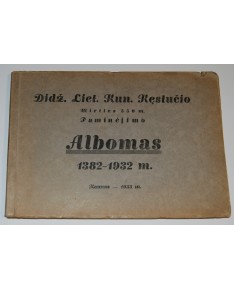 Didž. Liet. Kun. Kęstučio
Mirties 550 m.
Paminėjimo
Albomas
1382-1932 m.
Kaunas — 1932 m.